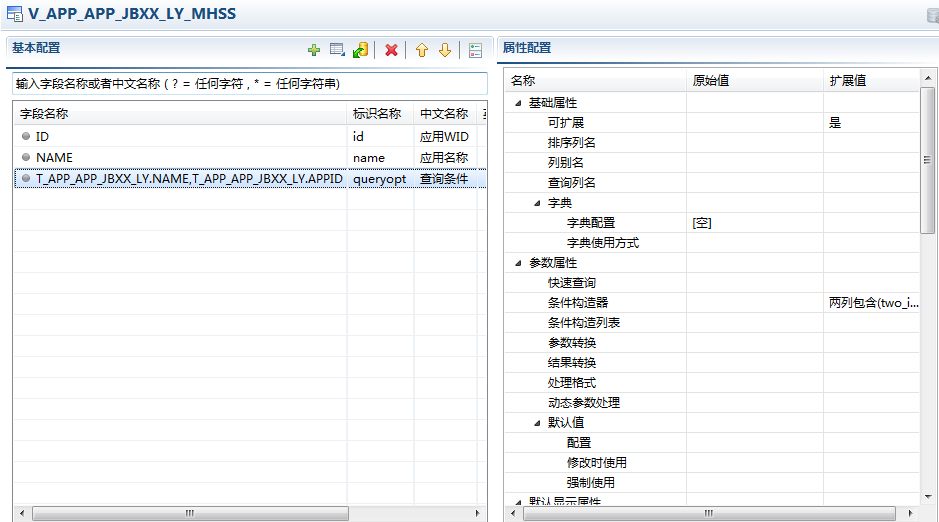 V_APP_APP_JBXX_LY_MHSS
基本配置
输入字段名称或者中文名称 ( ? = 任何字符 , * = 任何字符串)
字段名称 标识名称 中文名称
ID id 应用WID
NAME name 应用名称
T_APP_APP_JBXX_LY.NAME,T_APP_APP_JBXX_LY.APPID queryopt 查询条件
属性配置
名称 原始值 扩展值
基础属性
可扩展 是
排序列名
列别名
查询列名
字典
字典配置 [空]
字典使用方式
参数属性
快速查询
条件构造器 两列包含(two_i...
条件构造列表
参数转换
结果转换
处理格式
动态参数处理
默认值
配置
修改时使用
强制使用
默认显示属性